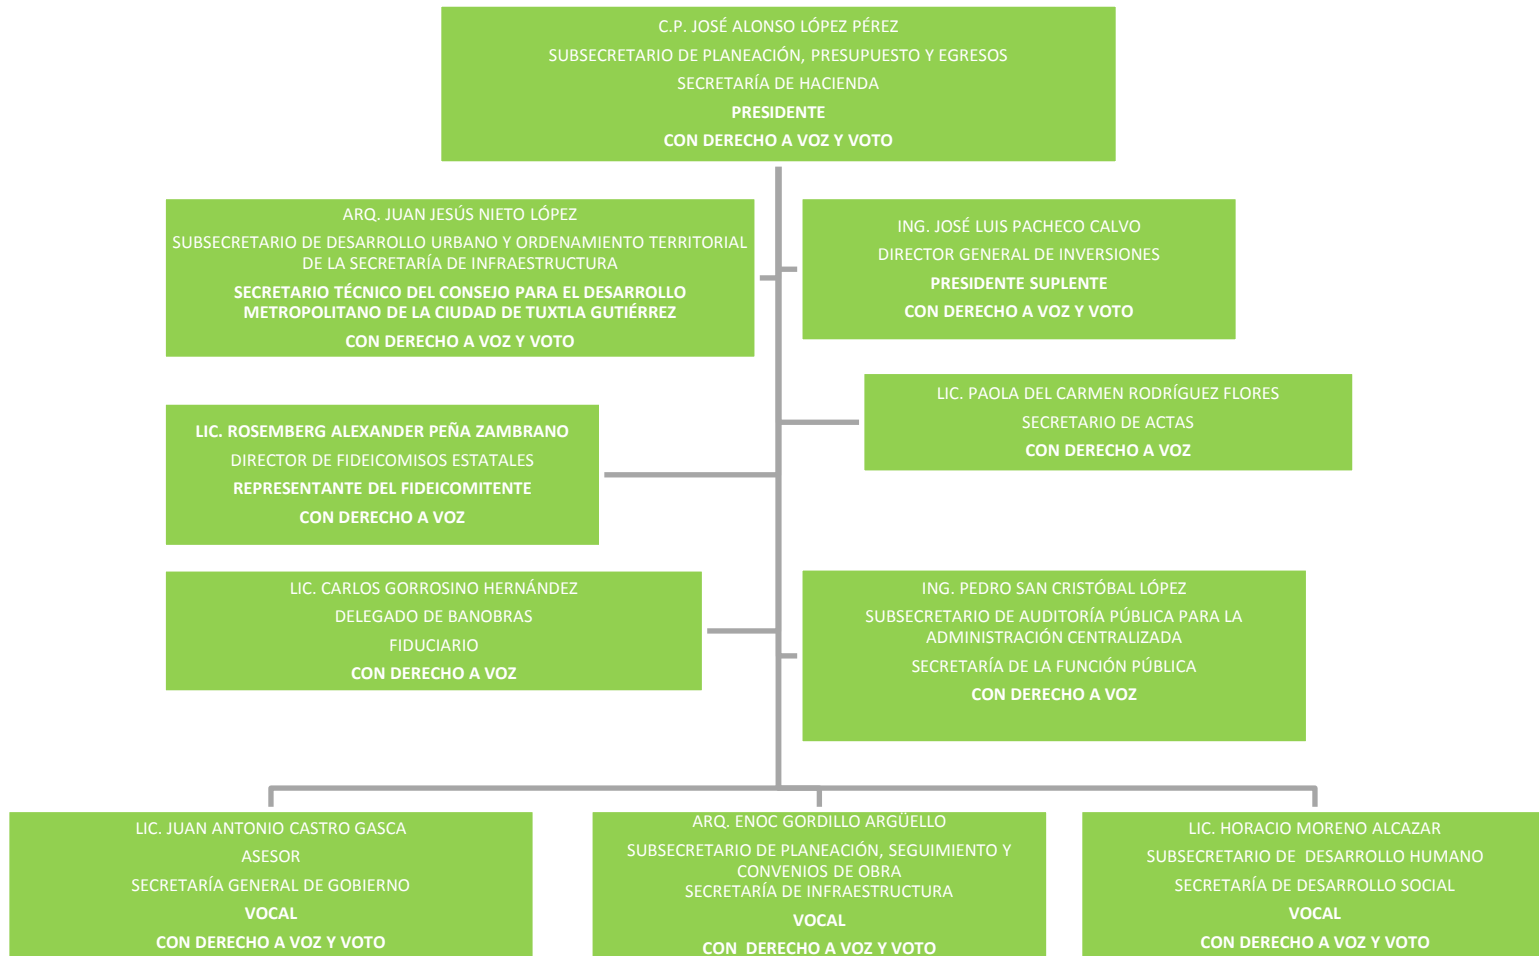 C.P. JOSÉ ALONSO LÓPEZ PÉREZ
SUBSECRETARIO DE PLANEACIÓN, PRESUPUESTO Y EGRESOS
SECRETARÍA DE HACIENDA
PRESIDENTE
CON DERECHO A VOZ Y VOTO
ARQ. JUAN JESÚS NIETO LÓPEZ
SUBSECRETARIO DE DESARROLLO URBANO Y ORDENAMIENTO TERRITORIAL
DE LA SECRETARÍA DE INFRAESTRUCTURA
SECRETARIO TÉCNICO DEL CONSEJO PARA EL DESARROLLO
METROPOLITANO DE LA CIUDAD DE TUXTLA GUTIÉRREZ
CON DERECHO A VOZ Y VOTO
ING. JOSÉ LUIS PACHECO CALVO
DIRECTOR GENERAL DE INVERSIONES
PRESIDENTE SUPLENTE
CON DERECHO A VOZ Y VOTO
LIC. PAOLA DEL CARMEN RODRÍGUEZ FLORES
SECRETARIO DE ACTAS
CON DERECHO A VOZ
LIC. ROSEMBERG ALEXANDER PEÑA ZAMBRANO
DIRECTOR DE FIDEICOMISOS ESTATALES
REPRESENTANTE DEL FIDEICOMITENTE
CON DERECHO A VOZ
LIC. CARLOS GORROSINO HERNÁNDEZ
DELEGADO DE BANOBRAS
FIDUCIARIO
CON DERECHO A VOZ
ING. PEDRO SAN CRISTÓBAL LÓPEZ
SUBSECRETARIO DE AUDITORÍA PÚBLICA PARA LA
ADMINISTRACIÓN CENTRALIZADA
SECRETARÍA DE LA FUNCIÓN PÚBLICA
CON DERECHO A VOZ
LIC. JUAN ANTONIO CASTRO GASCA
ASESOR
SECRETARÍA GENERAL DE GOBIERNO
VOCAL
CON DERECHO A VOZ Y VOTO
ARQ. ENOC GORDILLO ARGÜELLO
SUBSECRETARIO DE PLANEACIÓN, SEGUIMIENTO Y
CONVENIOS DE OBRA
SECRETARÍA DE INFRAESTRUCTURA
VOCAL
CON DERECHO A VOZ Y VOTO
LIC. HORACIO MORENO ALCAZAR
SUBSECRETARIO DE DESARROLLO HUMANO
SECRETARÍA DE DESARROLLO SOCIAL
VOCAL
CON DERECHO A VOZ Y VOTO